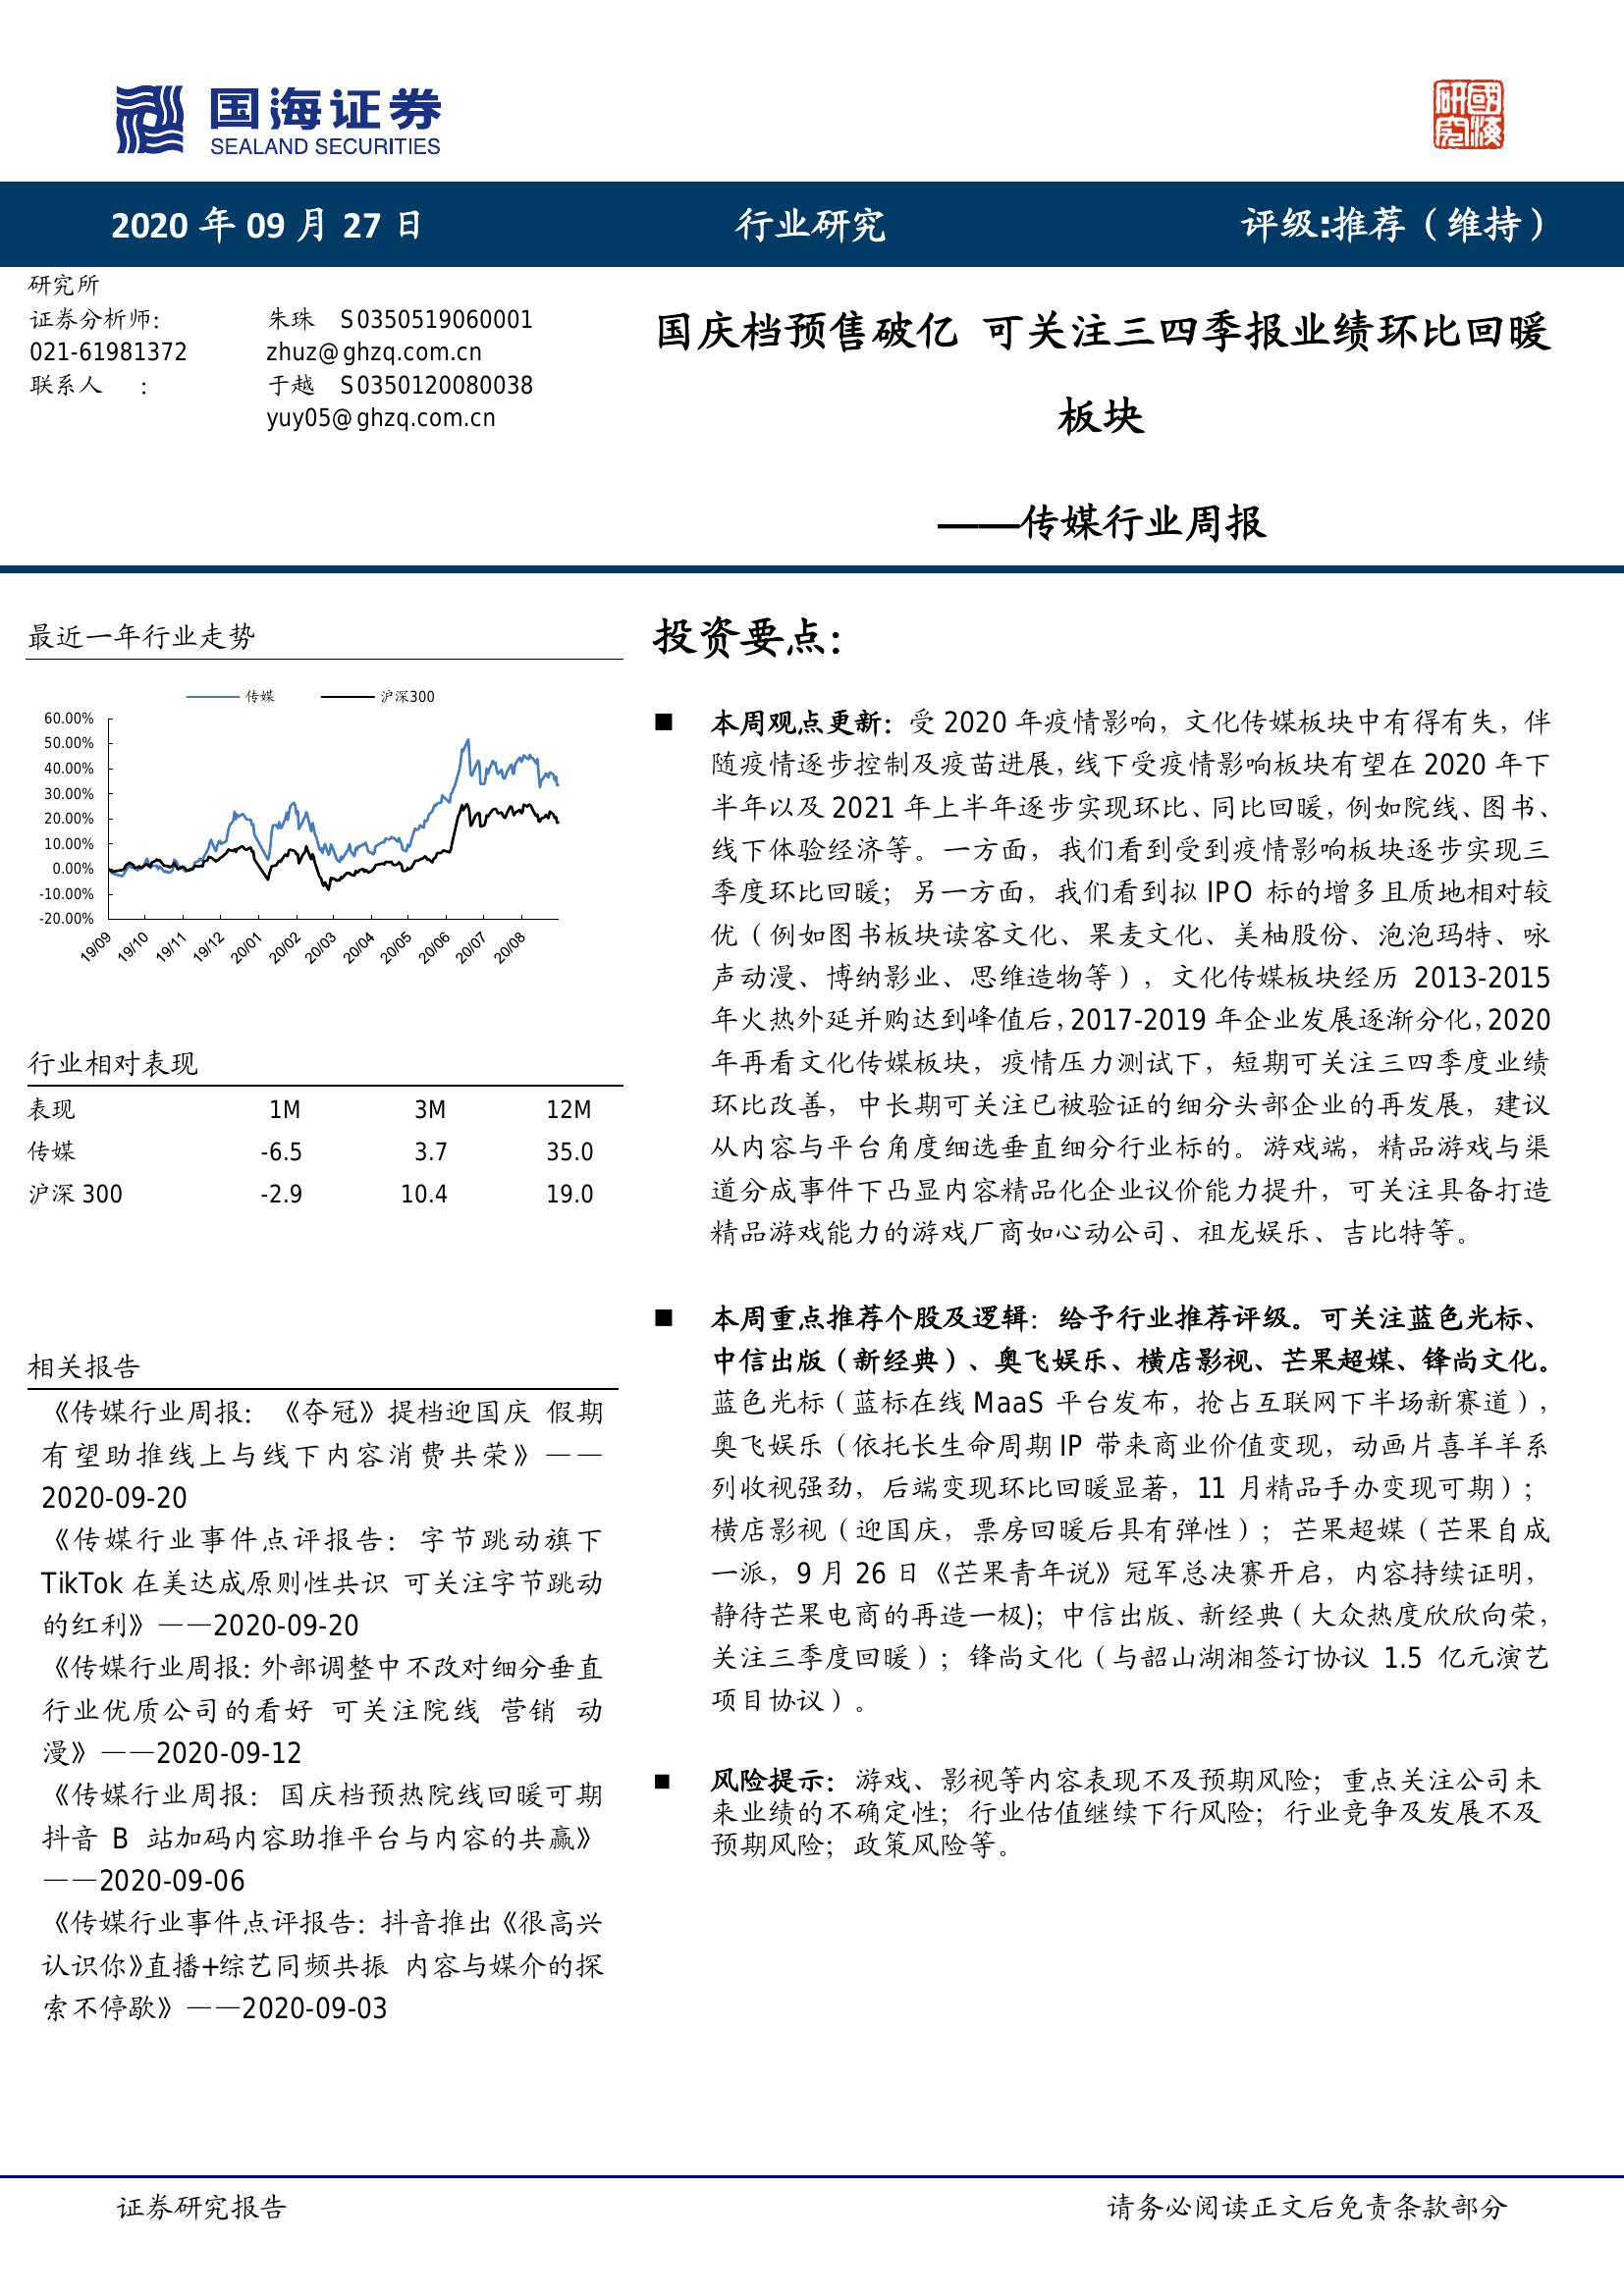 国海证券
SEALAND SECURITIES
研究
國海
2020 年 09 月 27 日
行业研究
评级:推荐（维持）
研究所
证券分析师： 朱珠 S0350519060001
021-61981372 zhuz@ghzq.com.cn
联系人 ： 于越 S0350120080038
yuy05@ghzq.com.cn
国庆档预售破亿 可关注三四季报业绩环比回暖
板块
——传媒行业周报
最近一年行业走势
传媒 沪深300
60.00%
50.00%
40.00%
30.00%
20.00%
10.00%
0.00%
-10.00%
-20.00%
19/09 19/10 19/11 19/12 20/01 20/02 20/03 20/04 20/05 20/06 20/07 20/08
行业相对表现
表现 1M 3M 12M
传媒 -6.5 3.7 35.0
沪深 300 -2.9 10.4 19.0
相关报告
《传媒行业周报：《夺冠》提档迎国庆 假期
有望助推线上与线下内容消费共荣》——
2020-09-20
《传媒行业事件点评报告：字节跳动旗下
TikTok 在美达成原则性共识 可关注字节跳动
的红利》——2020-09-20
《传媒行业周报：外部调整中不改对细分垂直
行业优质公司的看好 可关注院线 营销 动
漫》——2020-09-12
《传媒行业周报：国庆档预热院线回暖可期
抖音 B 站加码内容助推平台与内容的共赢》
——2020-09-06
《传媒行业事件点评报告：抖音推出《很高兴
认识你》直播+综艺同频共振 内容与媒介的探
索不停歇》——2020-09-03
投资要点：
■ 本周观点更新：受 2020 年疫情影响，文化传媒板块中有得有失，伴
随疫情逐步控制及疫苗进展，线下受疫情影响板块有望在 2020 年下
半年以及 2021 年上半年逐步实现环比、同比回暖，例如院线、图书、
线下体验经济等。一方面，我们看到受到疫情影响板块逐步实现三
季度环比回暖；另一方面，我们看到拟 IPO 标的增多且质地相对较
优（例如图书板块读客文化、果麦文化、美柚股份、泡泡玛特、咏
声动漫、博纳影业、思维造物等），文化传媒板块经历 2013-2015
年火热外延并购达到峰值后，2017-2019 年企业发展逐渐分化，2020
年再看文化传媒板块，疫情压力测试下，短期可关注三四季度业绩
环比改善，中长期可关注已被验证的细分头部企业的再发展，建议
从内容与平台角度细选垂直细分行业标的。游戏端，精品游戏与渠
道分成事件下凸显内容精品化企业议价能力提升，可关注具备打造
精品游戏能力的游戏厂商如心动公司、祖龙娱乐、吉比特等。
■ 本周重点推荐个股及逻辑：给予行业推荐评级。可关注蓝色光标、
中信出版（新经典）、奥飞娱乐、横店影视、芒果超媒、锋尚文化。
蓝色光标（蓝标在线 MaaS 平台发布，抢占互联网下半场新赛道），
奥飞娱乐（依托长生命周期 IP 带来商业价值变现，动画片喜羊羊系
列收视强劲，后端变现环比回暖显著，11 月精品手办变现可期）；
横店影视（迎国庆，票房回暖后具有弹性）；芒果超媒（芒果自成
一派，9 月 26 日《芒果青年说》冠军总决赛开启，内容持续证明，
静待芒果电商的再造一极)；中信出版、新经典（大众热度欣欣向荣，
关注三季度回暖）；锋尚文化（与韶山湖湘签订协议 1.5 亿元演艺
项目协议）。
■ 风险提示：游戏、影视等内容表现不及预期风险；重点关注公司未
来业绩的不确定性；行业估值继续下行风险；行业竞争及发展不及
预期风险；政策风险等。
证券研究报告
请务必阅读正文后免责条款部分